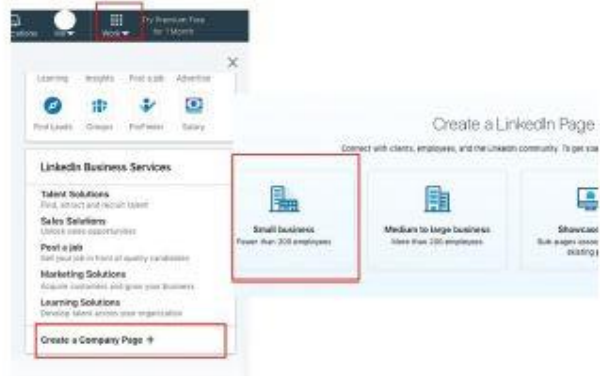 Work
Try Premium Free
for 1 Month
Learning Insights Post a job Advertise
Find Leads Groups ProFinder Salary
LinkedIn Business Services
Talent Solutions
Find, attract and recruit talent
Sales Solutions
Unlock sales opportunities
Post a job
Get your job in front of quality candidates
Marketing Solutions
Acquire customers and grow your business
Learning Solutions
Develop talent across your organization
Create a Company Page +
Create a LinkedIn Page
Connect with clients, employees, and the LinkedIn community. To get
Small business
Fewer than 200 employees
Medium to large business
More than 200 employees
Showcase
Sub-pages
existing